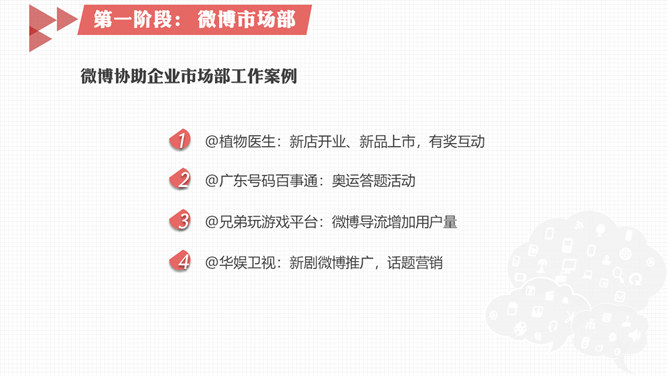 第一阶段：微博市场部
微博协助企业市场部工作案例
1 @植物医生：新店开业、新品上市，有奖互动
2 @广东号码百事通：奥运答题活动
3 @兄弟玩游戏平台：微博导流增加用户量
4 @华娱卫视：新剧微博推广，话题营销